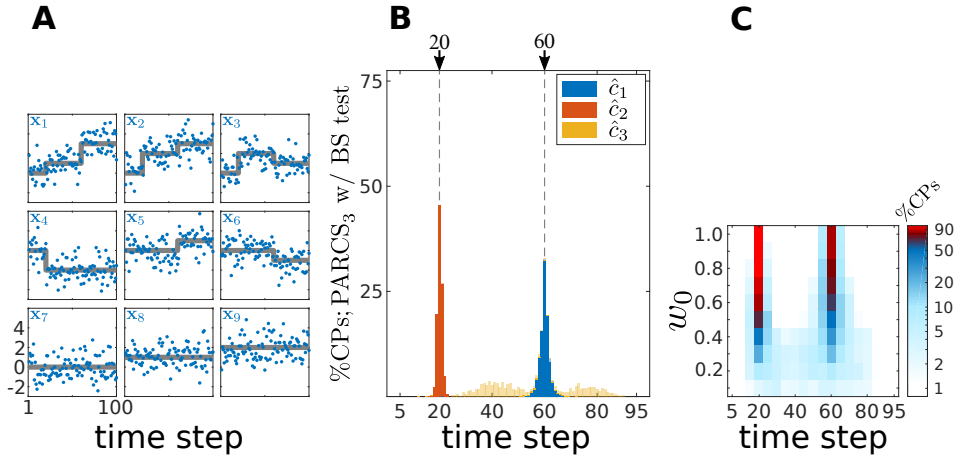 A
x1
x2
x3
x4
x5
x6
x7
x8
x9
4
2
0
-2
1 100
time step
B
20 60
%CPs; PARCS3 w/ BS test
75
50
25
ĉ1
ĉ2
ĉ3
5 20 40 60 80 95
time step
C
%CPs
w0
1.0
0.8
0.6
0.4
0.2
5 20 40 60 80 95
time step
90
50
20
10
5
2
1